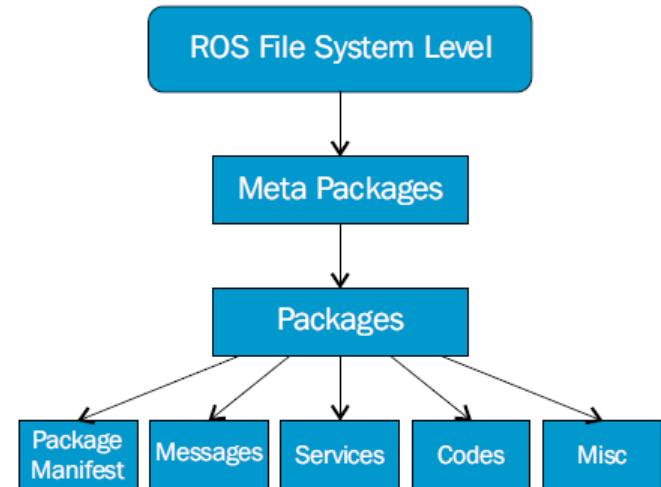 ROS File System Level
Meta Packages
Packages
Package
Manifest
Messages
Services
Codes
Misc